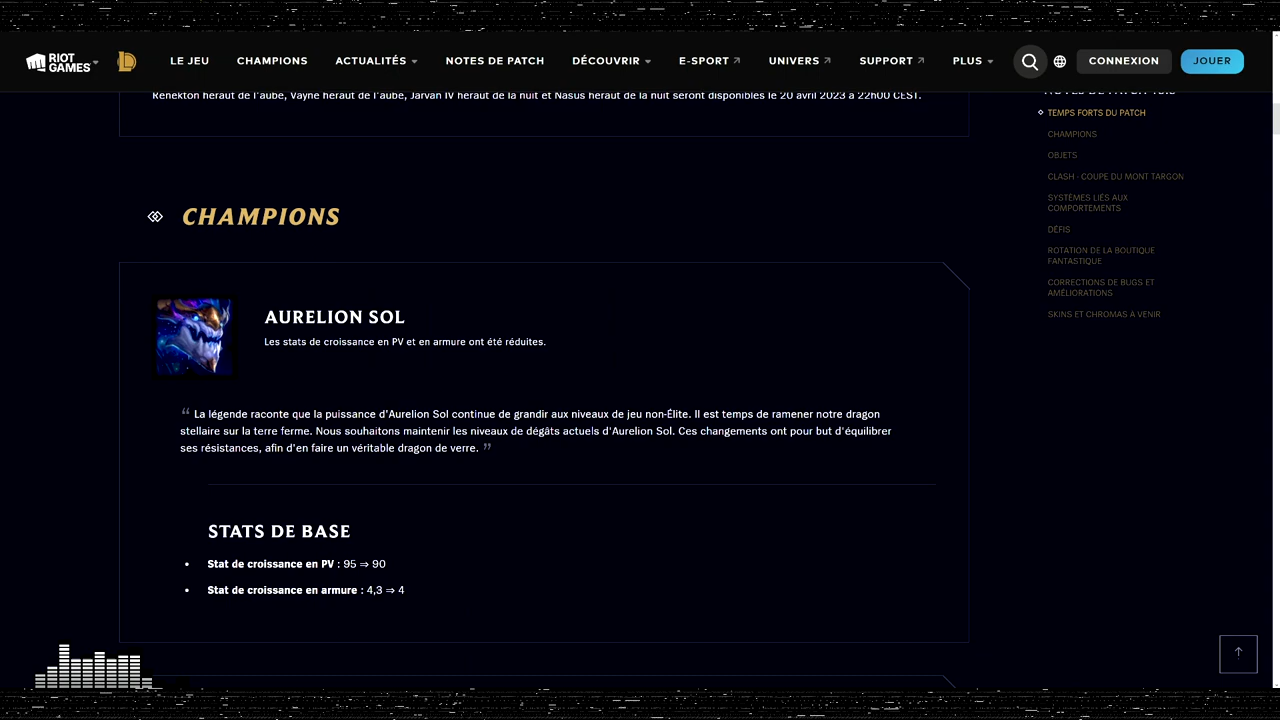 RIOT GAMES
LE JEU
CHAMPIONS
ACTUALITÉS
NOTES DE PATCH
DÉCOUVRIR
E-SPORT
UNIVERS
SUPPORT
PLUS
CONNEXION
JOUER
Renekton héraut de l'aube, Vayne héraut de l'aube, Jarvan IV héraut de la nuit et Nasus héraut de la nuit seront disponibles le 20 avril 2023 à 22h00 CEST.
TEMPS FORTS DU PATCH
CHAMPIONS
OBJETS
CLASH - COUPE DU MONT TARGON
SYSTÈMES LIÉS AUX
COMPORTEMENTS
DÉFIS
ROTATION DE LA BOUTIQUE
FANTASTIQUE
CORRECTIONS DE BUGS ET
AMÉLIORATIONS
SKINS ET CHROMAS À VENIR
CHAMPIONS
AURELION SOL
Les stats de croissance en PV et en armure ont été réduites.
“ La légende raconte que la puissance d'Aurelion Sol continue de grandir aux niveaux de jeu non-Élite. Il est temps de ramener notre dragon
stellaire sur la terre ferme. Nous souhaitons maintenir les niveaux de dégâts actuels d'Aurelion Sol. Ces changements ont pour but d'équilibrer
ses résistances, afin d'en faire un véritable dragon de verre. ”
STATS DE BASE
• Stat de croissance en PV : 95 ⇒ 90
• Stat de croissance en armure : 4,3 ⇒ 4